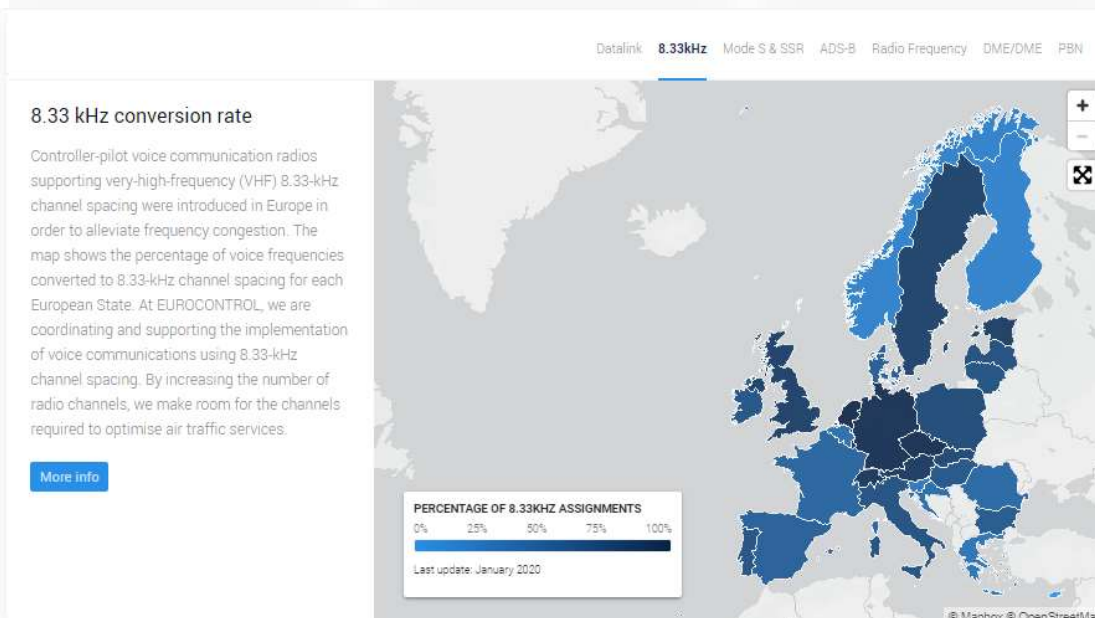 Datalink 8.33kHz Mode S & SSR ADS-B Radio Frequency DME/DME PBN
8.33 kHz conversion rate
Controller-pilot voice communication radios
supporting very-high-frequency (VHF) 8.33-kHz
channel spacing were introduced in Europe in
order to alleviate frequency congestion. The
map shows the percentage of voice frequencies
converted to 8.33-kHz channel spacing for each
European State. At EUROCONTROL, we are
coordinating and supporting the implementation
of voice communications using 8.33-kHz
channel spacing. By increasing the number of
radio channels, we make room for the channels
required to optimise air traffic services.
More info
+
−
PERCENTAGE OF 8.33KHZ ASSIGNMENTS
0% 25% 50% 75% 100%
Last update: January 2020
© Mapbox © OpenStreetMa